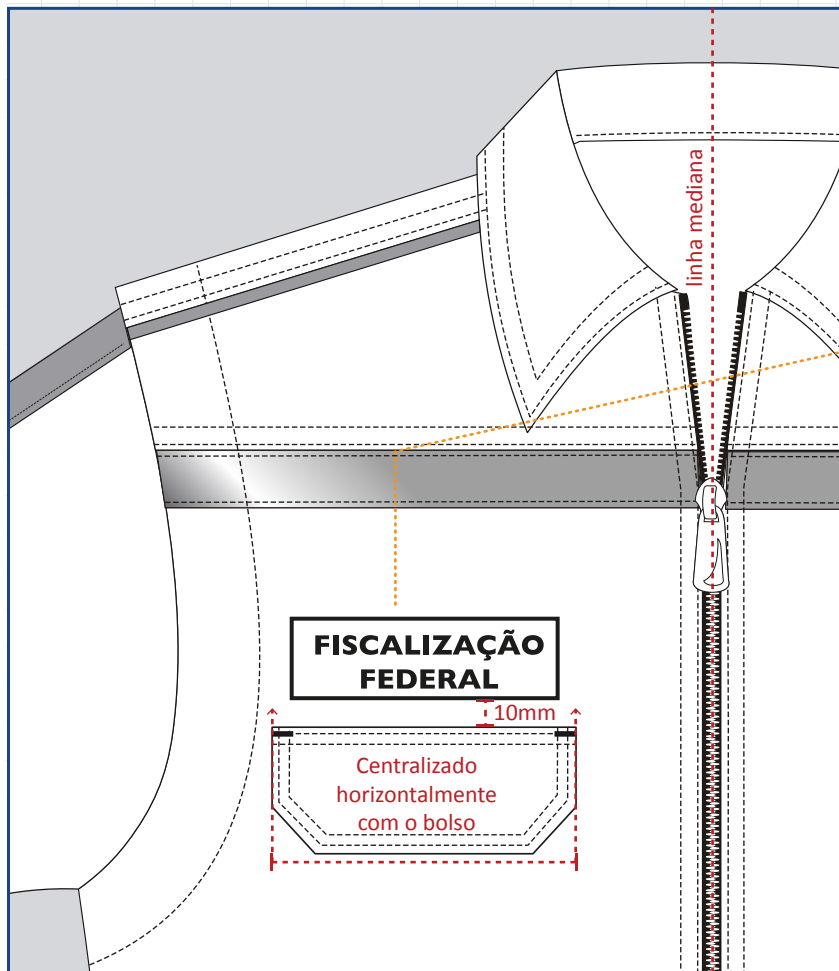 linha mediana
FISCALIZAÇÃO
FEDERAL
10mm
Centralizado
horizontalmente
com o bolso